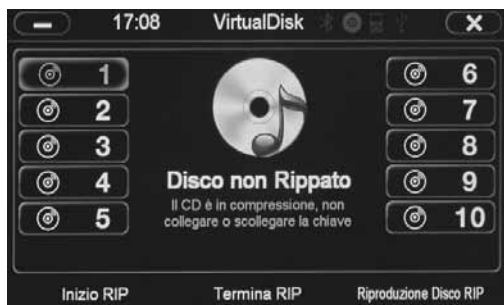 17:08 VirtualDisk
1
2
3
4
5
Disco non Rippato
Il CD è in compressione, non
collegare o scollegare la chiave
6
7
8
9
10
Inizio RIP Termina RIP Riproduzione Disco RIP